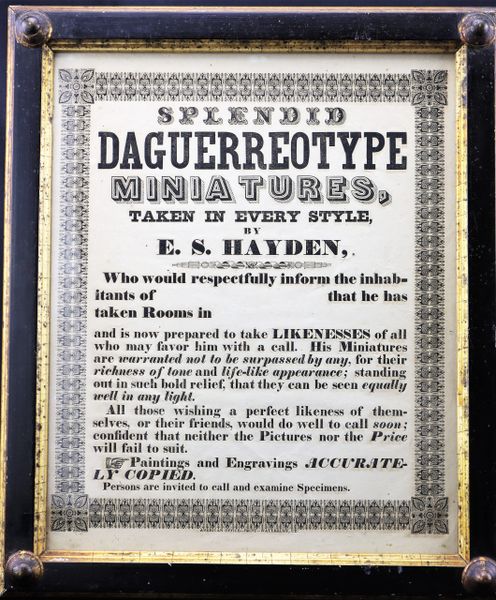 SPLENDID
DAGUERREOTYPE
MINIATURES,
TAKEN IN EVERY STYLE,
BY
E. S. HAYDEN,
Who would respectfully inform the inhab-
itants of that he has
taken Rooms in
and is now prepared to take LIKENESSES of all
who may favor him with a call. His Miniatures
are warranted not to be surpassed by any, for their
richness of tone and life-like appearance; standing
out in such bold relief, that they can be seen equally
well in any light.
All those wishing a perfect likeness of them-
selves, or their friends, would do well to call soon;
confident that neither the Pictures nor the Price
will fail to suit.
☞ Paintings and Engravings ACCURATE-
LY COPIED.
Persons are invited to call and examine Specimens.
AMERICAN